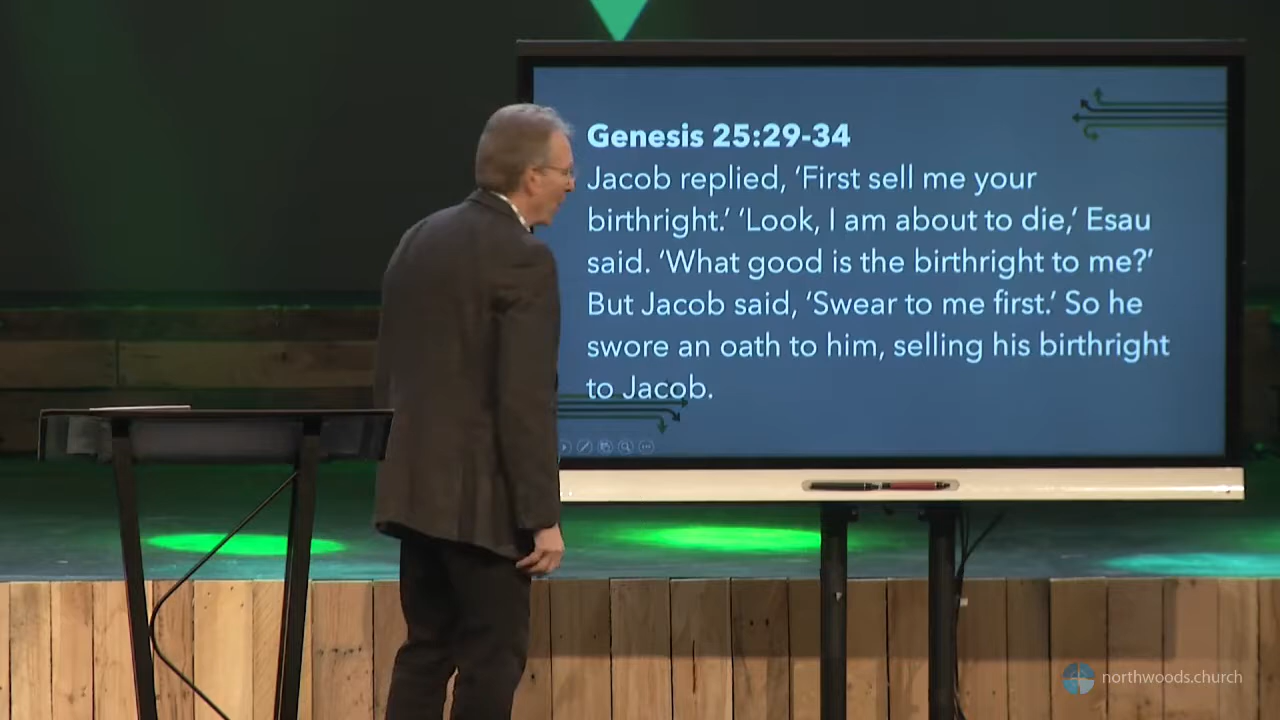 Genesis 25:29-34
Jacob replied, ‘First sell me your
birthright.’ ‘Look, I am about to die,’ Esau
said. ‘What good is the birthright to me?’
But Jacob said, ‘Swear to me first.’ So he
swore an oath to him, selling his birthright
to Jacob.
northwoods.church